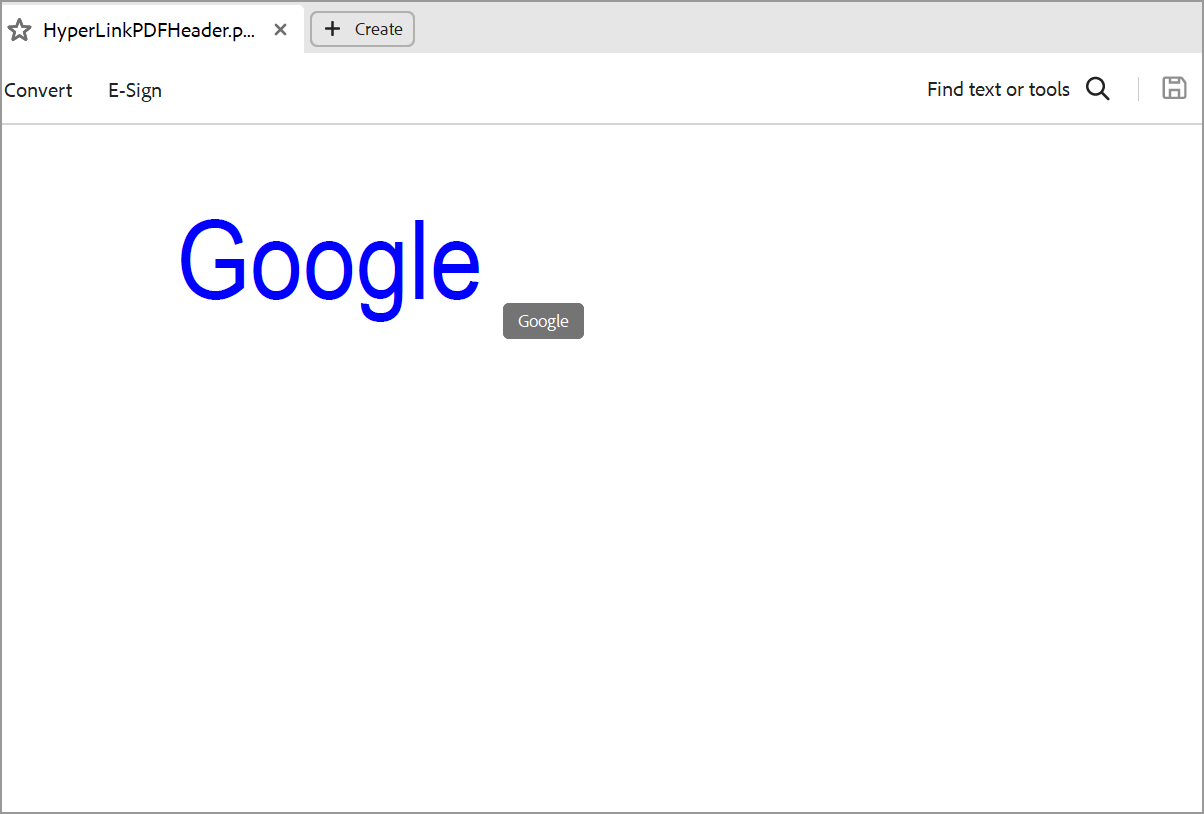 HyperLinkPDFHeader.p...
Create
Convert E-Sign Find text or tools
Google
Google